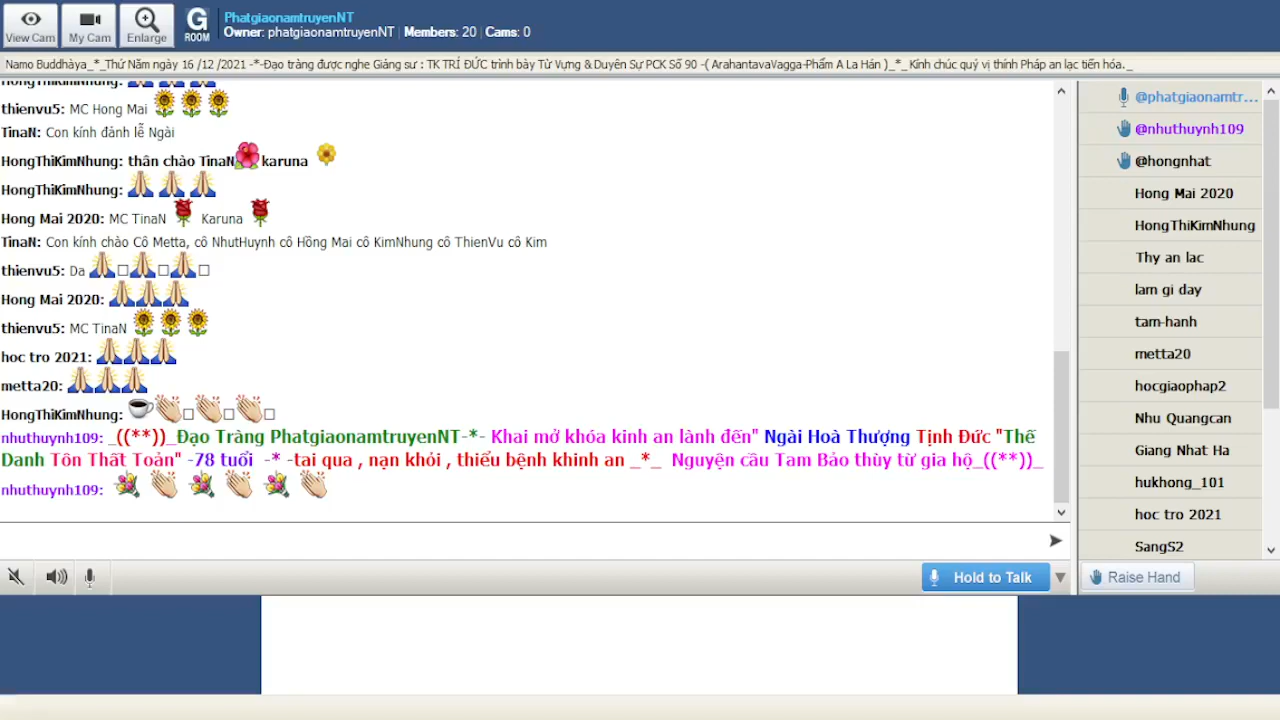 View Cam
My Cam
Enlarge
G
ROOM
PhatgiaonamtruyenNT
Owner: phatgiaonamtruyenNT | Members: 20 | Cams: 0
Namo Buddhàya_*_Thứ Năm ngày 16 /12 /2021 -*-Đạo tràng được nghe Giảng sư : TK TRÍ ĐỨC trình bày Từ Vựng & Duyên Sự PCK Số 90 -( ArahantavaVagga-Phẩm A La Hán )_*_ Kính chúc quý vị thính Pháp an lạc tiến hóa._
HongThiKimNhung:
thienvu5: MC Hong Mai
TinaN: Con kính đảnh lễ Ngài
HongThiKimNhung: thân chào TinaN karuna
HongThiKimNhung:
Hong Mai 2020: MC TinaN Karuna
TinaN: Con kính chào Cô Metta, cô NhutHuynh cô Hồng Mai cô KimNhung cô ThienVu cô Kim
thienvu5: Da
Hong Mai 2020:
thienvu5: MC TinaN
hoc tro 2021:
metta20:
HongThiKimNhung:
nhuthuynh109: _((**))_Đạo Tràng PhatgiaonamtruyenNT-*- Khai mở khóa kinh an lành đến" Ngài Hoà Thượng Tịnh Đức "Thế
Danh Tôn Thất Toản" -78 tuổi -* -tai qua , nạn khỏi , thiểu bệnh khinh an _*_ Nguyện cầu Tam Bảo thùy từ gia hộ_((**))_
nhuthuynh109:
@phatgiaonamtr...
@nhuthuynh109
@hongnhat
Hong Mai 2020
HongThiKimNhung
Thy an lac
lam gi day
tam-hanh
metta20
hocgiaophap2
Nhu Quangcan
Giang Nhat Ha
hukhong_101
hoc tro 2021
SangS2
Hold to Talk
Raise Hand